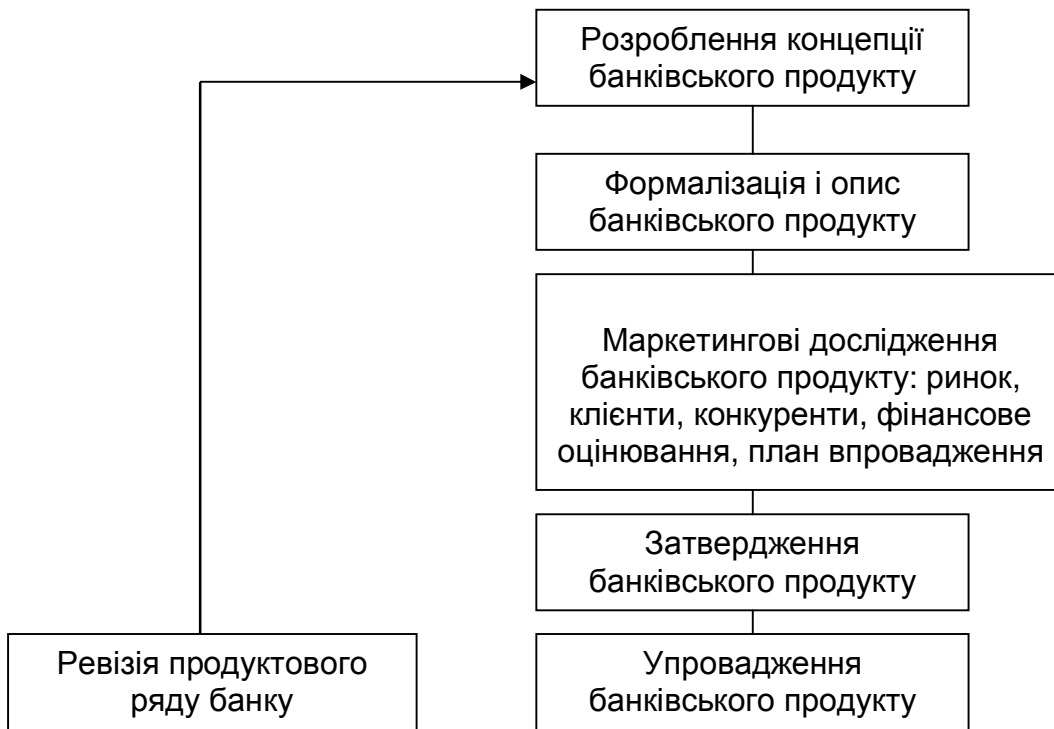 Розроблення концепції
банківського продукту
Формалізація і опис
банківського продукту
Маркетингові дослідження
банківського продукту: ринок,
клієнти, конкуренти, фінансове
оцінювання, план впровадження
Затвердження
банківського продукту
Ревізія продуктового
ряду банку
Упровадження
банківського продукту